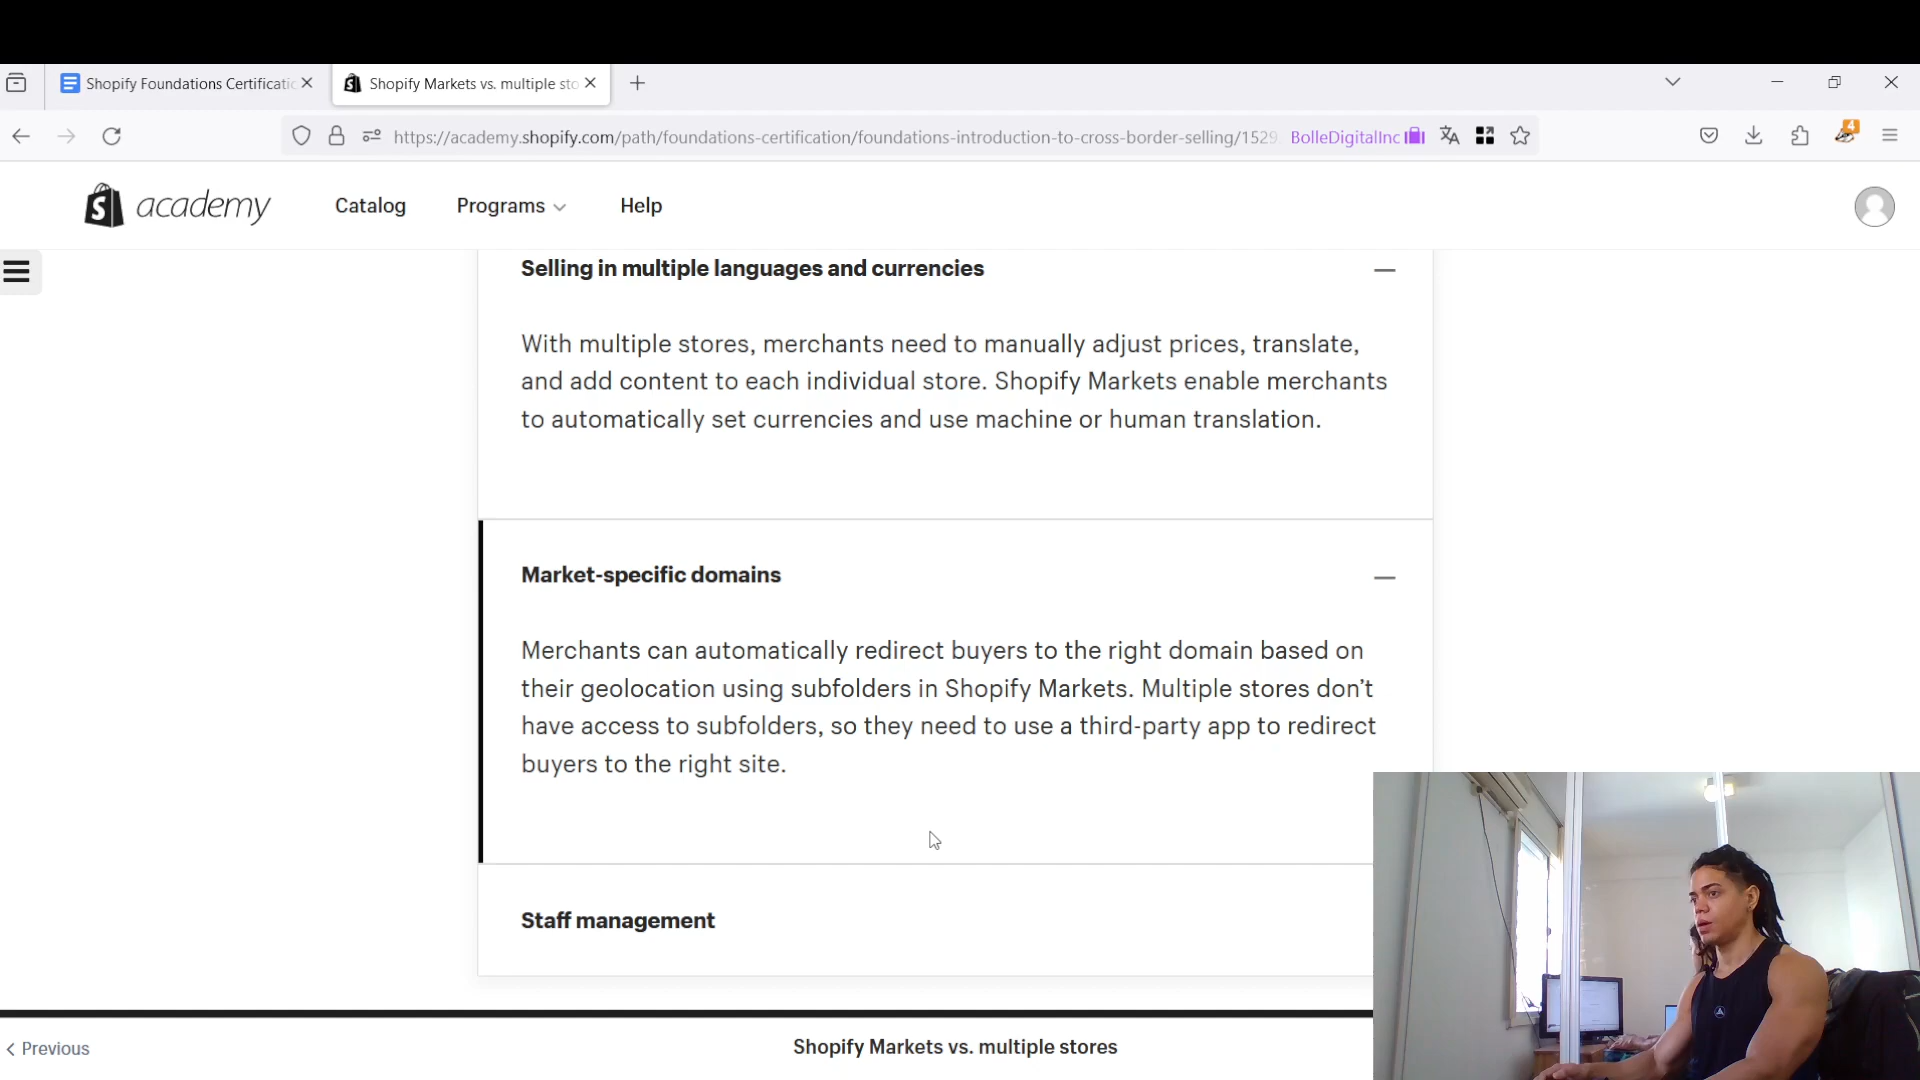 Shopify Foundations Certificatic
Shopify Markets vs. multiple sto
https://academy.shopify.com/path/foundations-certification/foundations-introduction-to-cross-border-selling/1529
BolleDigitalInc
4
academy
Catalog
Programs
Help
Selling in multiple languages and currencies
With multiple stores, merchants need to manually adjust prices, translate,
and add content to each individual store. Shopify Markets enable merchants
to automatically set currencies and use machine or human translation.
Market-specific domains
Merchants can automatically redirect buyers to the right domain based on
their geolocation using subfolders in Shopify Markets. Multiple stores don’t
have access to subfolders, so they need to use a third-party app to redirect
buyers to the right site.
Staff management
Previous
Shopify Markets vs. multiple stores